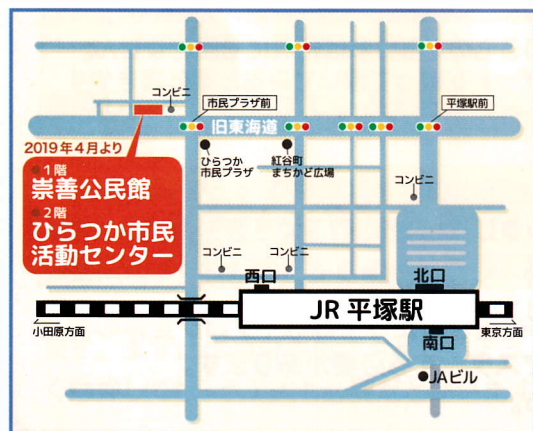 コンビニ
市民プラザ前
平塚駅前
旧東海道
2019年4月より
●1階
崇善公民館
●2階
ひらつか市民
活動センター
ひらつか
市民プラザ
紅谷町
まちかど広場
コンビニ
コンビニ
コンビニ
西口
北口
JR 平塚駅
小田原方面
東京方面
南口
JAビル